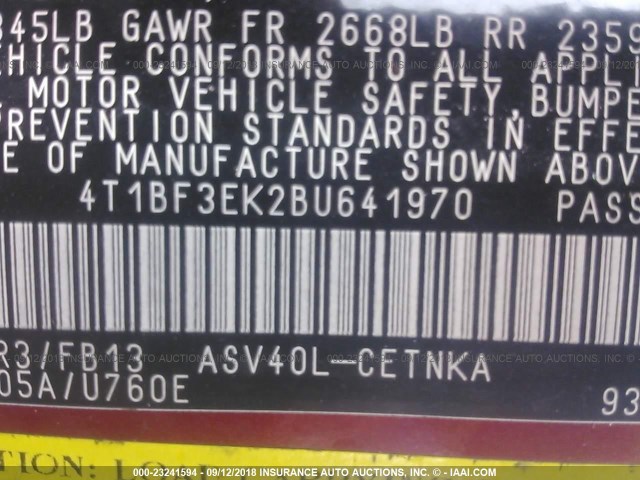 345LB GAWR FR 2668LB RR 2359
VEHICLE CONFORMS TO ALL APPLI
MOTOR VEHICLE SAFETY, BUMPE
PREVENTION STANDARDS IN EFFE
E OF MANUFACTURE SHOWN ABOV
4T1BF3EK2BU641970 PASS
R3/FB13 ASV40L-CETNKA
05A/U760E 93
000-23241594 - 09/12/2018 - INSURANCE AUTO AUCTIONS - IAAI.COM